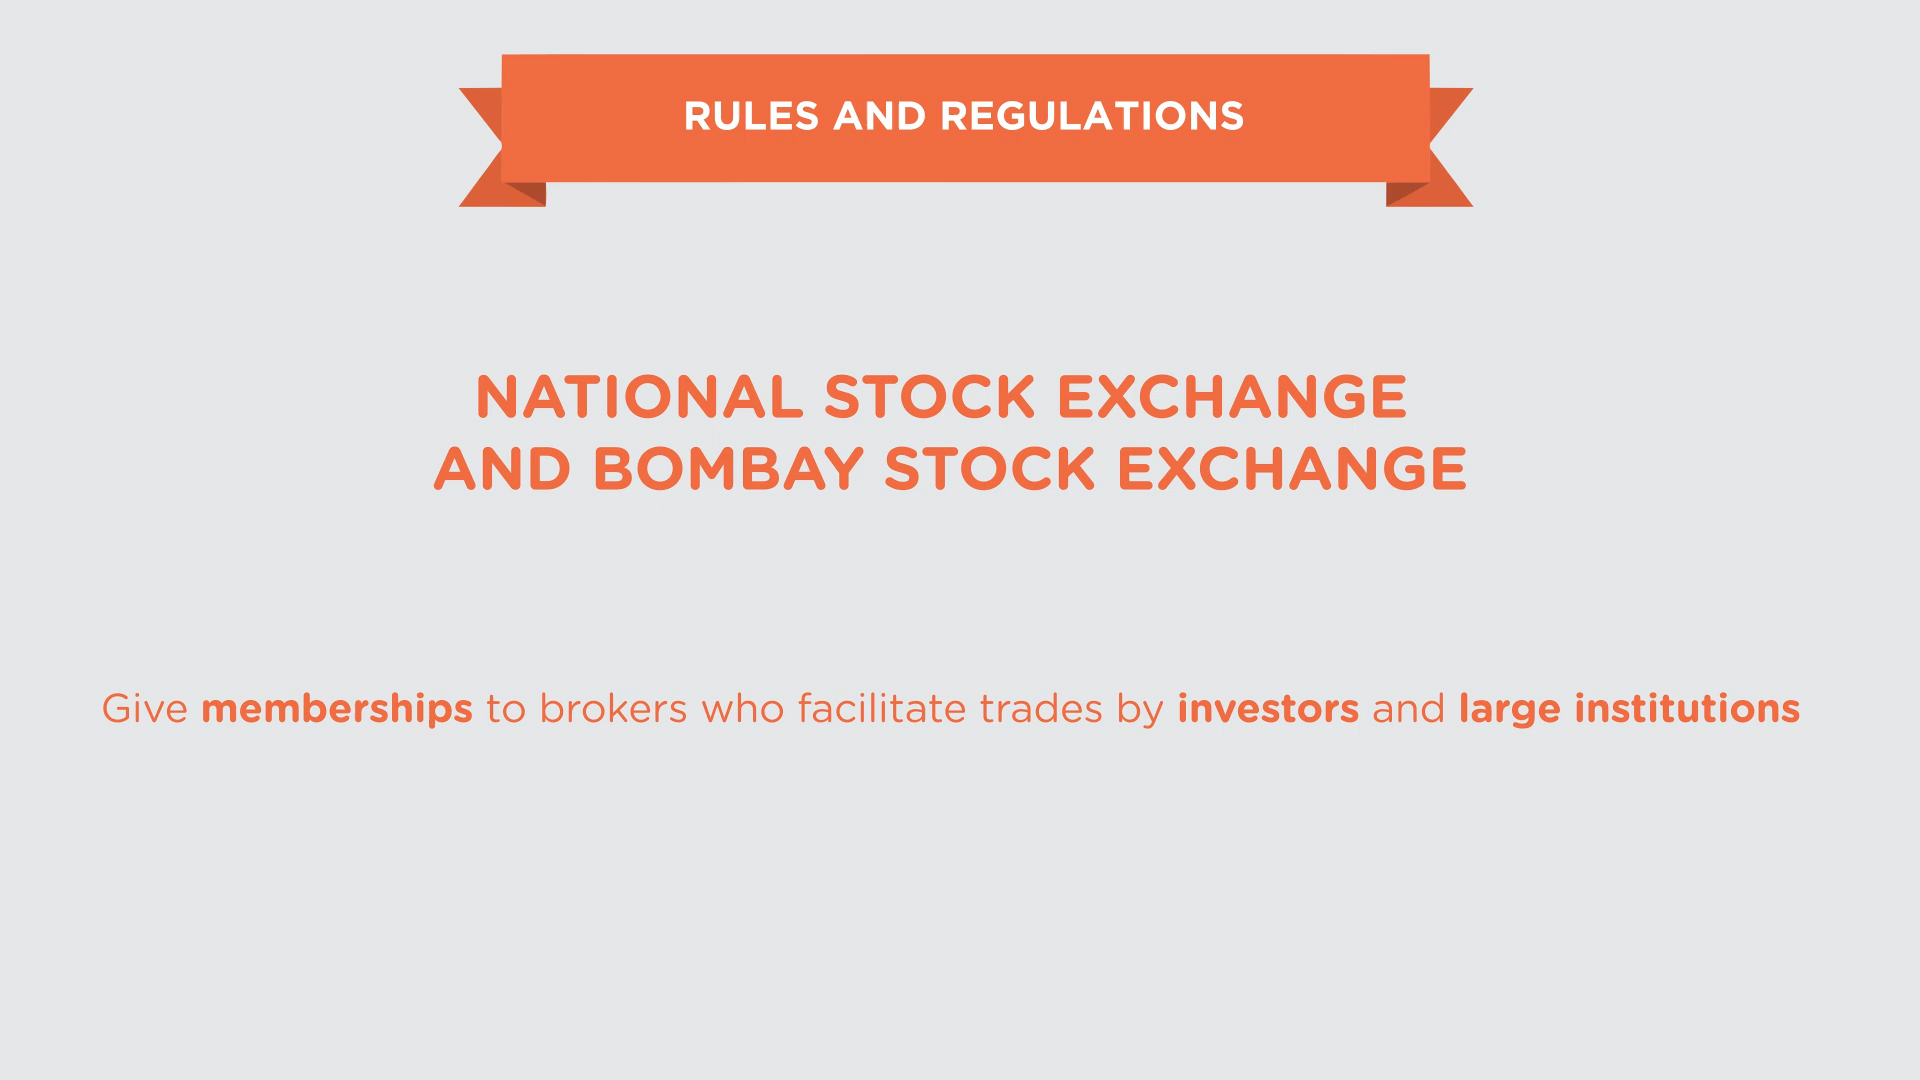 RULES AND REGULATIONS
NATIONAL STOCK EXCHANGE
AND BOMBAY STOCK EXCHANGE
Give memberships to brokers who facilitate trades by investors and large institutions